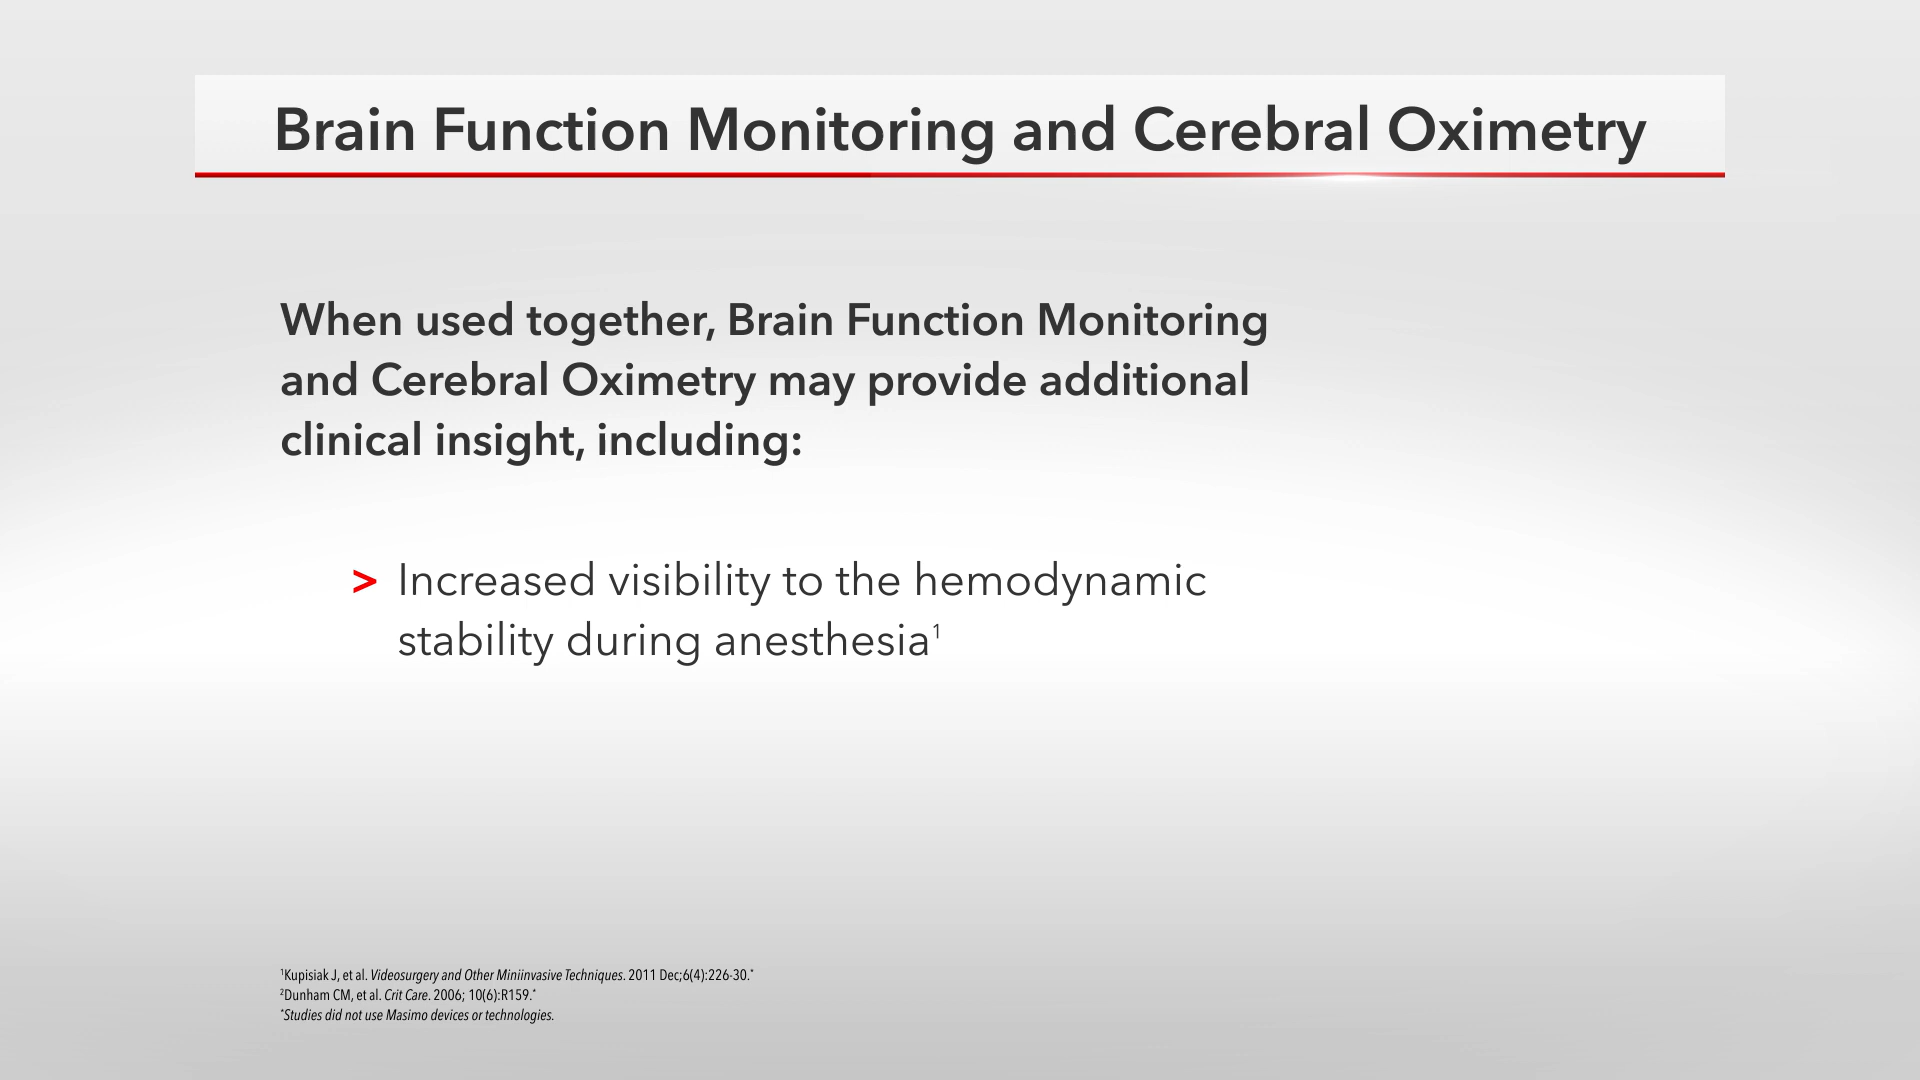 Brain Function Monitoring and Cerebral Oximetry
When used together, Brain Function Monitoring
and Cerebral Oximetry may provide additional
clinical insight, including:
> Increased visibility to the hemodynamic
stability during anesthesia¹
¹Kupisiak J, et al. Videosurgery and Other Miniinvasive Techniques. 2011 Dec;6(4):226-30.*
²Dunham CM, et al. Crit Care. 2006; 10(6):R159.*
*Studies did not use Masimo devices or technologies.